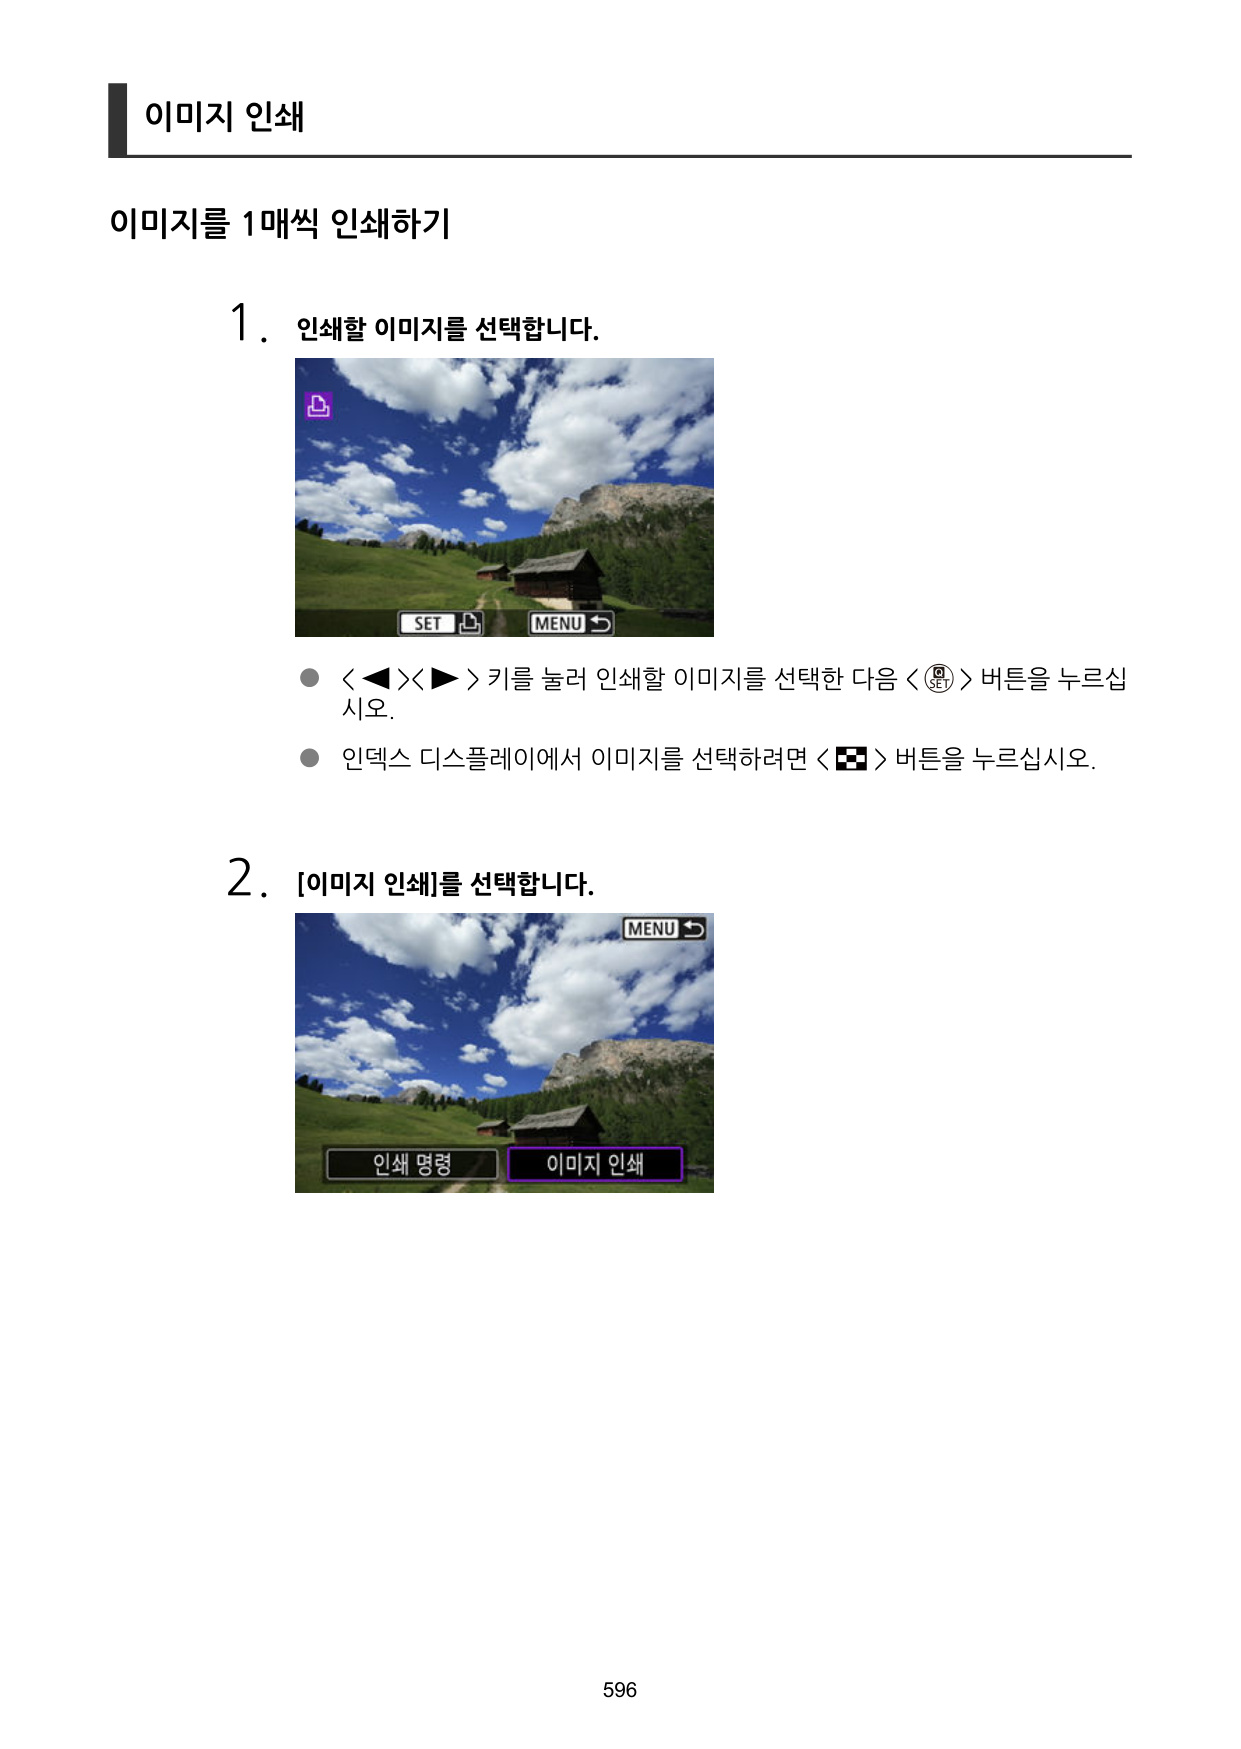 이미지 인쇄
이미지를 1매씩 인쇄하기
1. 인쇄할 이미지를 선택합니다.
SET MENU
< ◀ >< ▶ > 키를 눌러 인쇄할 이미지를 선택한 다음 < SET > 버튼을 누르십
시오.
인덱스 디스플레이에서 이미지를 선택하려면 < > 버튼을 누르십시오.
2. [이미지 인쇄]를 선택합니다.
MENU
인쇄 명령 이미지 인쇄
596